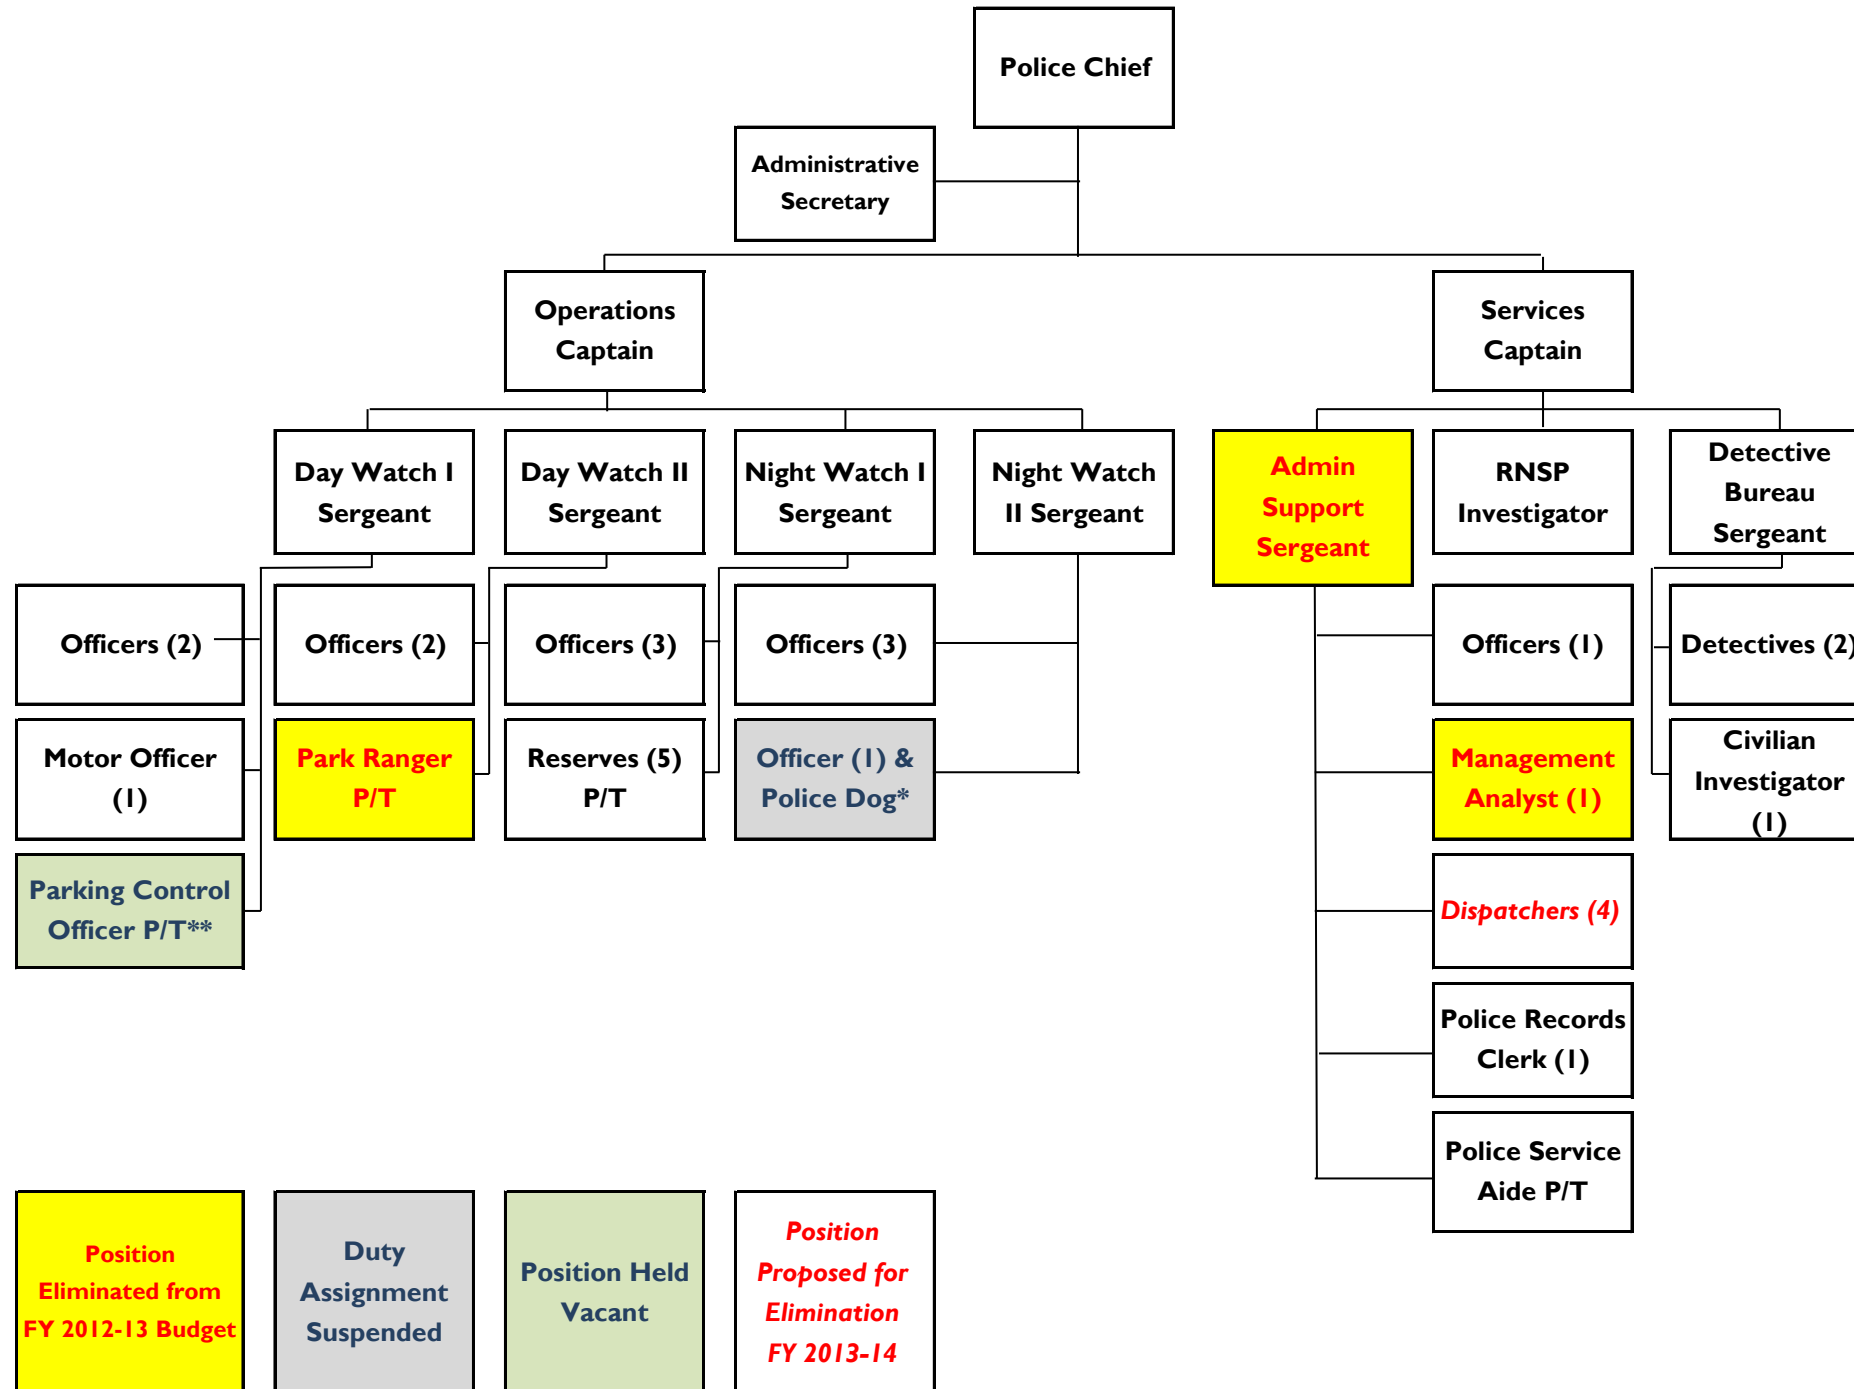 Police Chief
Administrative
Secretary
Operations
Captain
Services
Captain
Day Watch I
Sergeant
Day Watch II
Sergeant
Night Watch I
Sergeant
Night Watch
II Sergeant
Admin
Support
Sergeant
RNSP
Investigator
Detective
Bureau
Sergeant
Officers (2)
Officers (2)
Officers (3)
Officers (3)
Officers (1)
Detectives (2)
Motor Officer
(1)
Park Ranger
P/T
Reserves (5)
P/T
Officer (1) &
Police Dog*
Management
Analyst (1)
Civilian
Investigator
(1)
Parking Control
Officer P/T**
Dispatchers (4)
Police Records
Clerk (1)
Police Service
Aide P/T
Position
Eliminated from
FY 2012-13 Budget
Duty
Assignment
Suspended
Position Held
Vacant
Position
Proposed for
Elimination
FY 2013-14